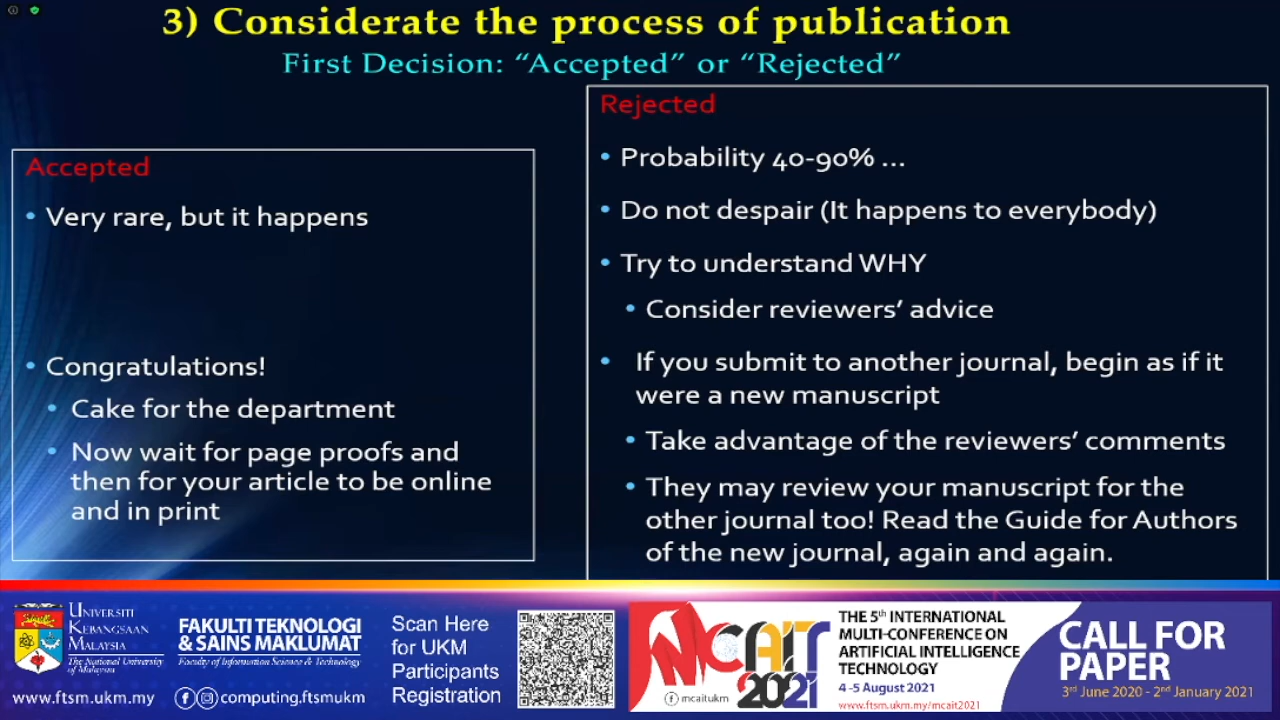 3) Considerate the process of publication
First Decision: “Accepted” or “Rejected”
Accepted
• Very rare, but it happens
• Congratulations!
• Cake for the department
• Now wait for page proofs and
then for your article to be online
and in print
Rejected
• Probability 40-90% ...
• Do not despair (It happens to everybody)
• Try to understand WHY
• Consider reviewers’ advice
• If you submit to another journal, begin as if it
were a new manuscript
• Take advantage of the reviewers’ comments
• They may review your manuscript for the
other journal too! Read the Guide for Authors
of the new journal, again and again.
UNIVERSITI
KEBANGSAAN
MALAYSIA
The National University
of Malaysia
FAKULTI TEKNOLOGI
& SAINS MAKLUMAT
Faculty of Information Science & Technology
www.ftsm.ukm.my
computing.ftsmukm
Scan Here
for UKM
Participants
Registration
MCAIT
2021
mcaitukm
THE 5th INTERNATIONAL
MULTI-CONFERENCE ON
ARTIFICIAL INTELLIGENCE
TECHNOLOGY
4 -5 August 2021
www.ftsm.ukm.my/mcait2021
CALL FOR
PAPER
3rd June 2020 - 2nd January 2021